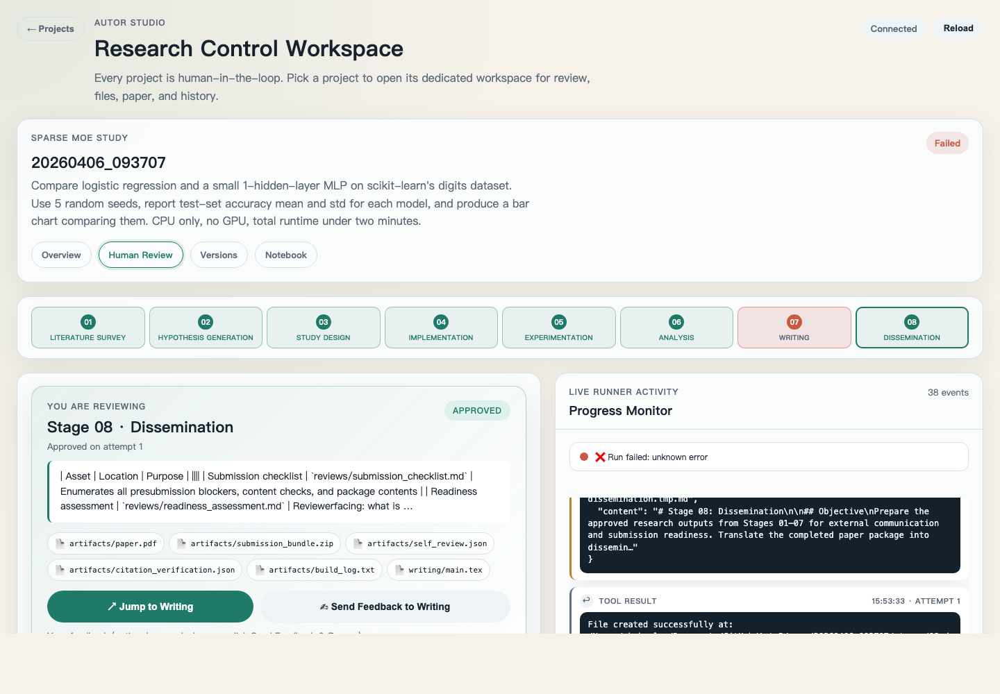 ← Projects
AUTOR STUDIO
Research Control Workspace
Every project is human-in-the-loop. Pick a project to open its dedicated workspace for review,
files, paper, and history.
Connected
Reload
SPARSE MOE STUDY
Failed
20260406_093707
Compare logistic regression and a small 1-hidden-layer MLP on scikit-learn's digits dataset.
Use 5 random seeds, report test-set accuracy mean and std for each model, and produce a bar
chart comparing them. CPU only, no GPU, total runtime under two minutes.
Overview
Human Review
Versions
Notebook
01
LITERATURE SURVEY
02
HYPOTHESIS GENERATION
03
STUDY DESIGN
04
IMPLEMENTATION
05
EXPERIMENTATION
06
ANALYSIS
07
WRITING
08
DISSEMINATION
YOU ARE REVIEWING
APPROVED
Stage 08 · Dissemination
Approved on attempt 1
| Asset | Location | Purpose | |||| | Submission checklist | `reviews/submission_checklist.md` |
Enumerates all presubmission blockers, content checks, and package contents | | Readiness
assessment | `reviews/readiness_assessment.md` | Reviewerfacing: what is ...
artifacts/paper.pdf
artifacts/submission_bundle.zip
artifacts/self_review.json
artifacts/citation_verification.json
artifacts/build_log.txt
writing/main.tex
↗ Jump to Writing
✍ Send Feedback to Writing
LIVE RUNNER ACTIVITY
38 events
Progress Monitor
❌ Run failed: unknown error
dissemination.tmp.md",
"content": "# Stage 08: Dissemination\n\n## Objective\nPrepare the
approved research outputs from Stages 01–07 for external communication
and submission readiness. Translate the completed paper package into
dissemin…"
}
↩ TOOL RESULT
15:53:33 · ATTEMPT 1
File created successfully at: